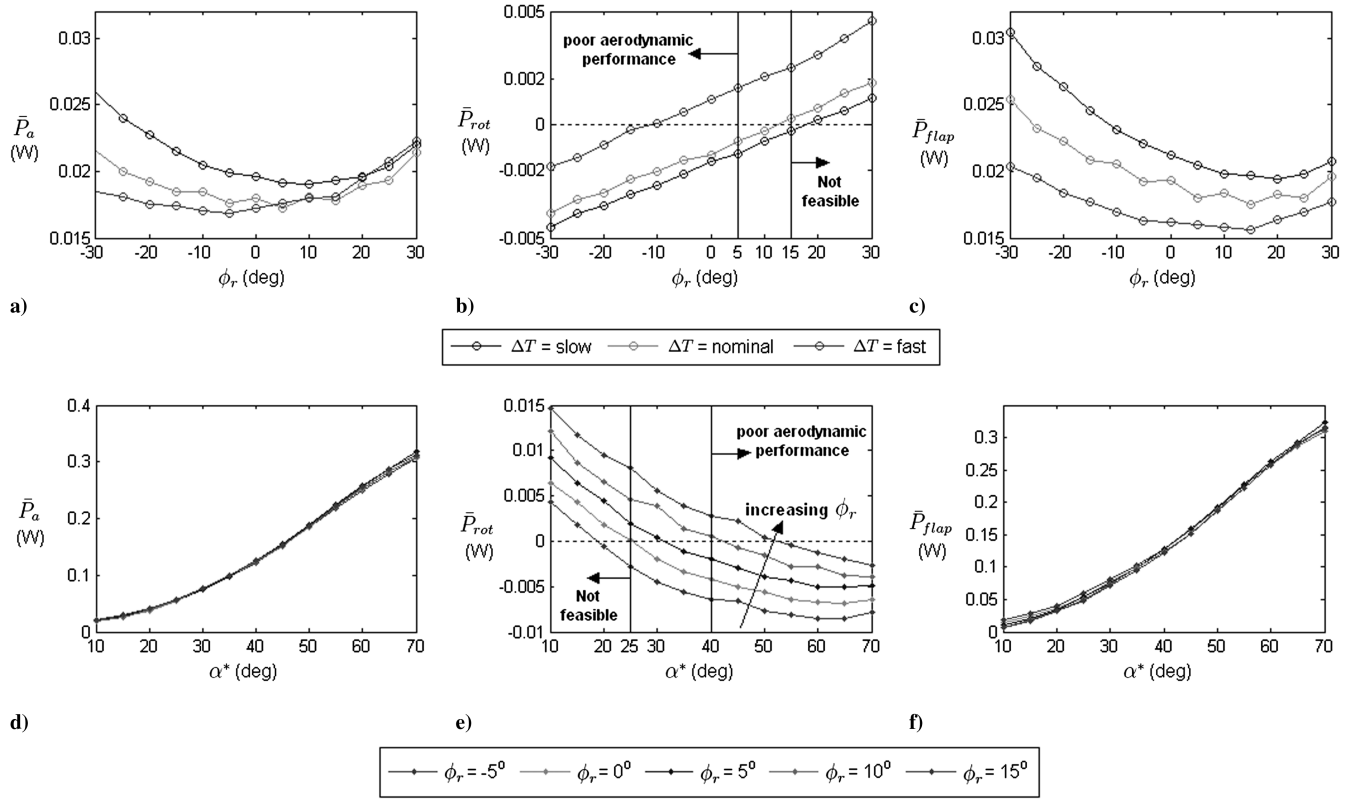 0.03
0.025
0.02
0.015
P̄a
(W)
-30 -20 -10 0 10 20 30
ϕr (deg)
a)
0.005
0.002
0
-0.002
-0.005
P̄rot
(W)
poor aerodynamic
performance
Not
feasible
-30 -20 -10 0 5 10 15 20 30
ϕr (deg)
b)
0.03
0.025
0.02
0.015
P̄flap
(W)
-30 -20 -10 0 10 20 30
ϕr (deg)
c)
ΔT = slow ΔT = nominal ΔT = fast
0.4
0.3
0.2
0.1
0
P̄a
(W)
10 20 30 40 50 60 70
α* (deg)
d)
0.015
0.01
0.005
0
-0.005
-0.01
P̄rot
(W)
poor aerodynamic
performance
increasing ϕr
Not
feasible
10 20 25 30 40 50 60 70
α* (deg)
e)
0.3
0.25
0.2
0.15
0.1
0.05
0
P̄flap
(W)
10 20 30 40 50 60 70
α* (deg)
f)
ϕr = -5° ϕr = 0° ϕr = 5° ϕr = 10° ϕr = 15°